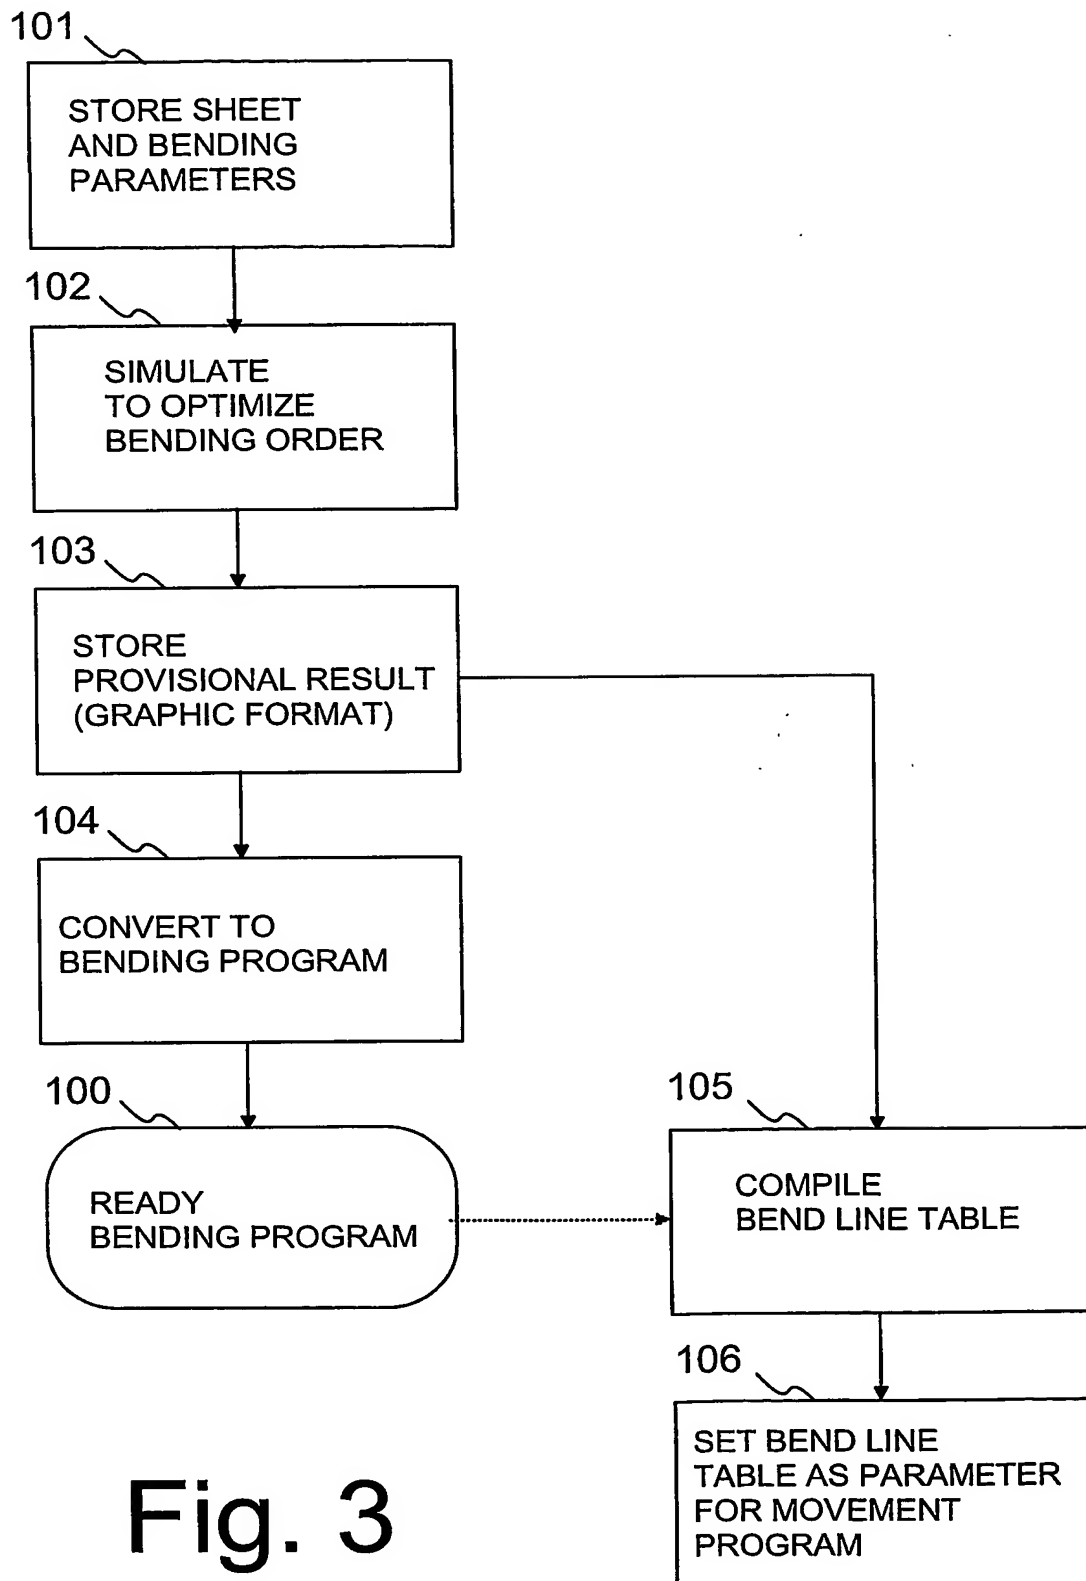 101
STORE SHEET
AND BENDING
PARAMETERS
102
SIMULATE
TO OPTIMIZE
BENDING ORDER
103
STORE
PROVISIONAL RESULT
(GRAPHIC FORMAT)
104
CONVERT TO
BENDING PROGRAM
100
READY
BENDING PROGRAM
105
COMPILE
BEND LINE TABLE
106
SET BEND LINE
TABLE AS PARAMETER
FOR MOVEMENT
PROGRAM
Fig. 3